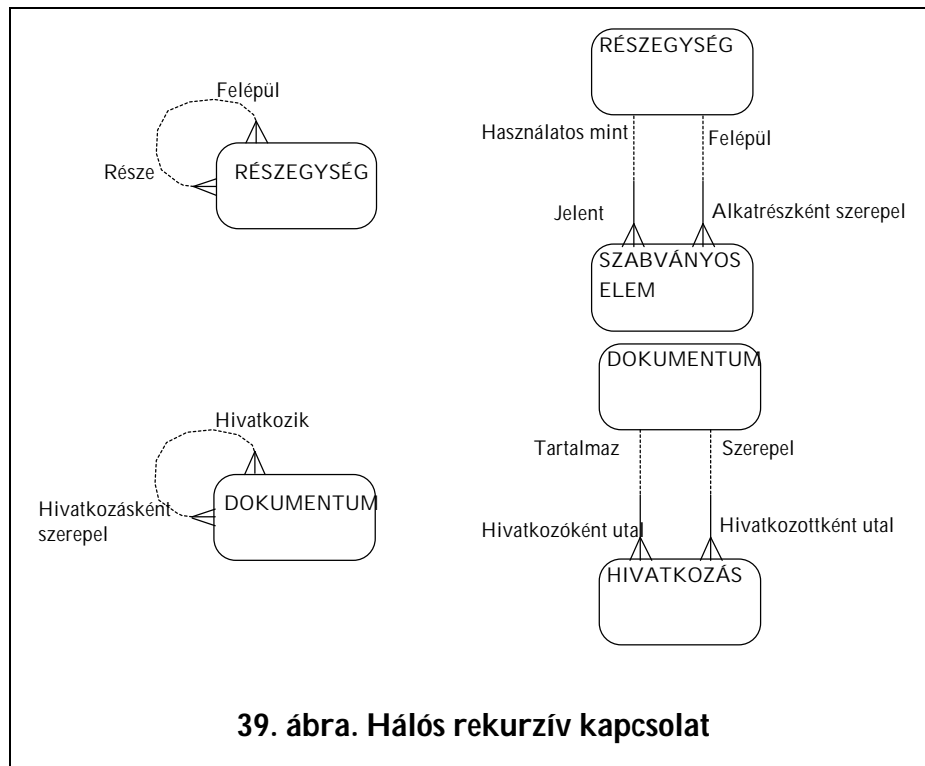 Felépül
Része
RÉSZEGYSÉG
RÉSZEGYSÉG
Használatos mint
Felépül
Jelent
Alkatrészként szerepel
SZABVÁNYOS
ELEM
Hivatkozik
Hivatkozásként
szerepel
DOKUMENTUM
DOKUMENTUM
Tartalmaz
Szerepel
Hivatkozóként utal
Hivatkozottként utal
HIVATKOZÁS
39. ábra. Hálós rekurzív kapcsolat